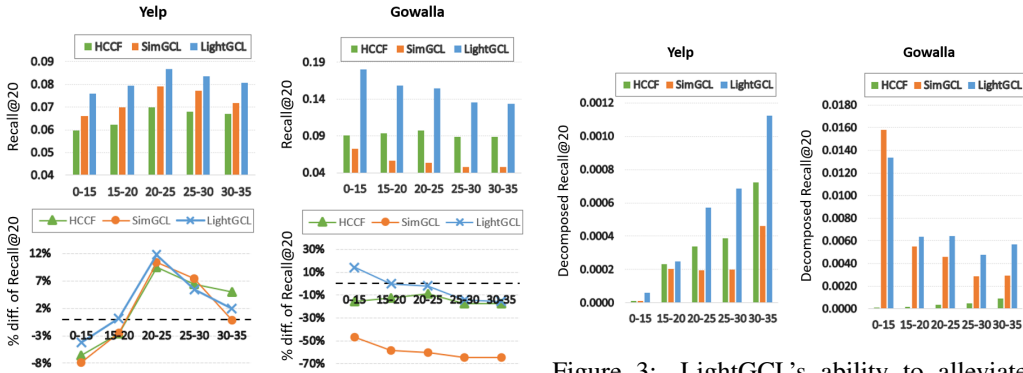 Yelp
HCCF SimGCL LightGCL
Recall@20
0.09
0.08
0.07
0.06
0.05
0.04
0-15 15-20 20-25 25-30 30-35
HCCF SimGCL LightGCL
% diff. of Recall@20
12%
7%
2%
-3%
-8%
0-15 15-20 20-25 25-30 30-35
Gowalla
HCCF SimGCL LightGCL
Recall@20
0.19
0.14
0.09
0.04
0-15 15-20 20-25 25-30 30-35
HCCF SimGCL LightGCL
% diff. of Recall@20
30%
10%
-10%
-30%
-50%
-70%
0-15 15-20 20-25 25-30 30-35
Yelp
HCCF SimGCL LightGCL
Decomposed Recall@20
0.0012
0.0010
0.0008
0.0006
0.0004
0.0002
0.0000
0-15 15-20 20-25 25-30 30-35
Gowalla
HCCF SimGCL LightGCL
Decomposed Recall@20
0.0180
0.0160
0.0140
0.0120
0.0100
0.0080
0.0060
0.0040
0.0020
0.0000
0-15 15-20 20-25 25-30 30-35
Figure 3: LightGCL's ability to alleviate